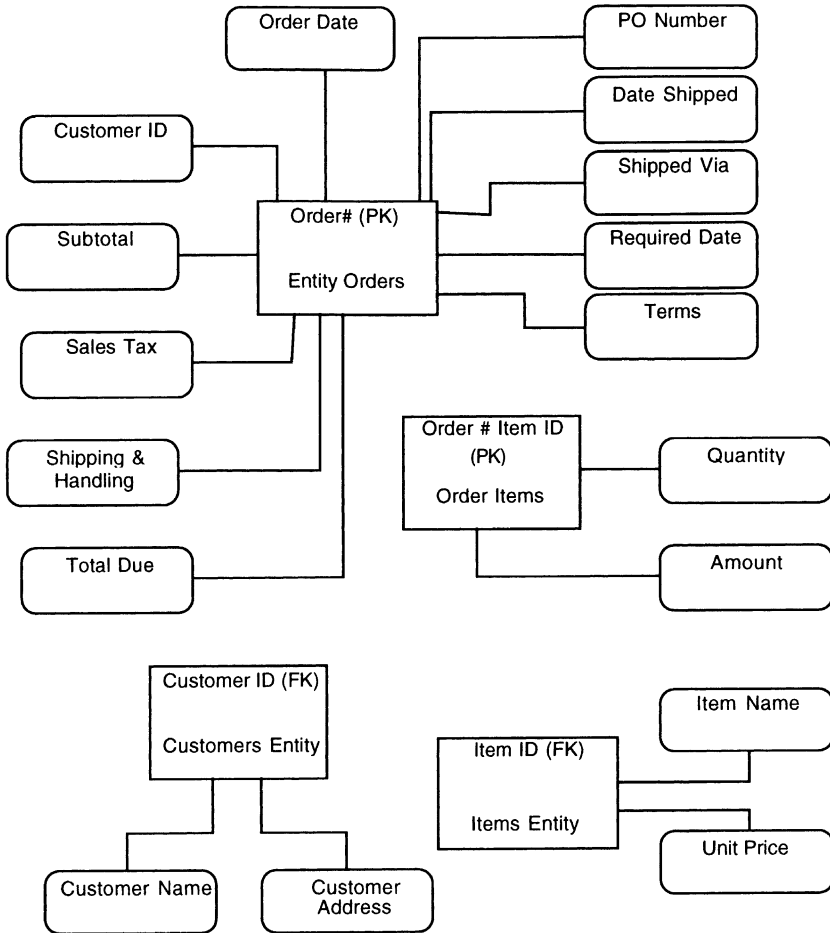 Order Date
PO Number
Date Shipped
Customer ID
Shipped Via
Order# (PK)
Entity Orders
Subtotal
Required Date
Terms
Sales Tax
Order # Item ID
(PK)
Order Items
Shipping &
Handling
Quantity
Total Due
Amount
Customer ID (FK)
Customers Entity
Item Name
Item ID (FK)
Items Entity
Unit Price
Customer Name
Customer
Address